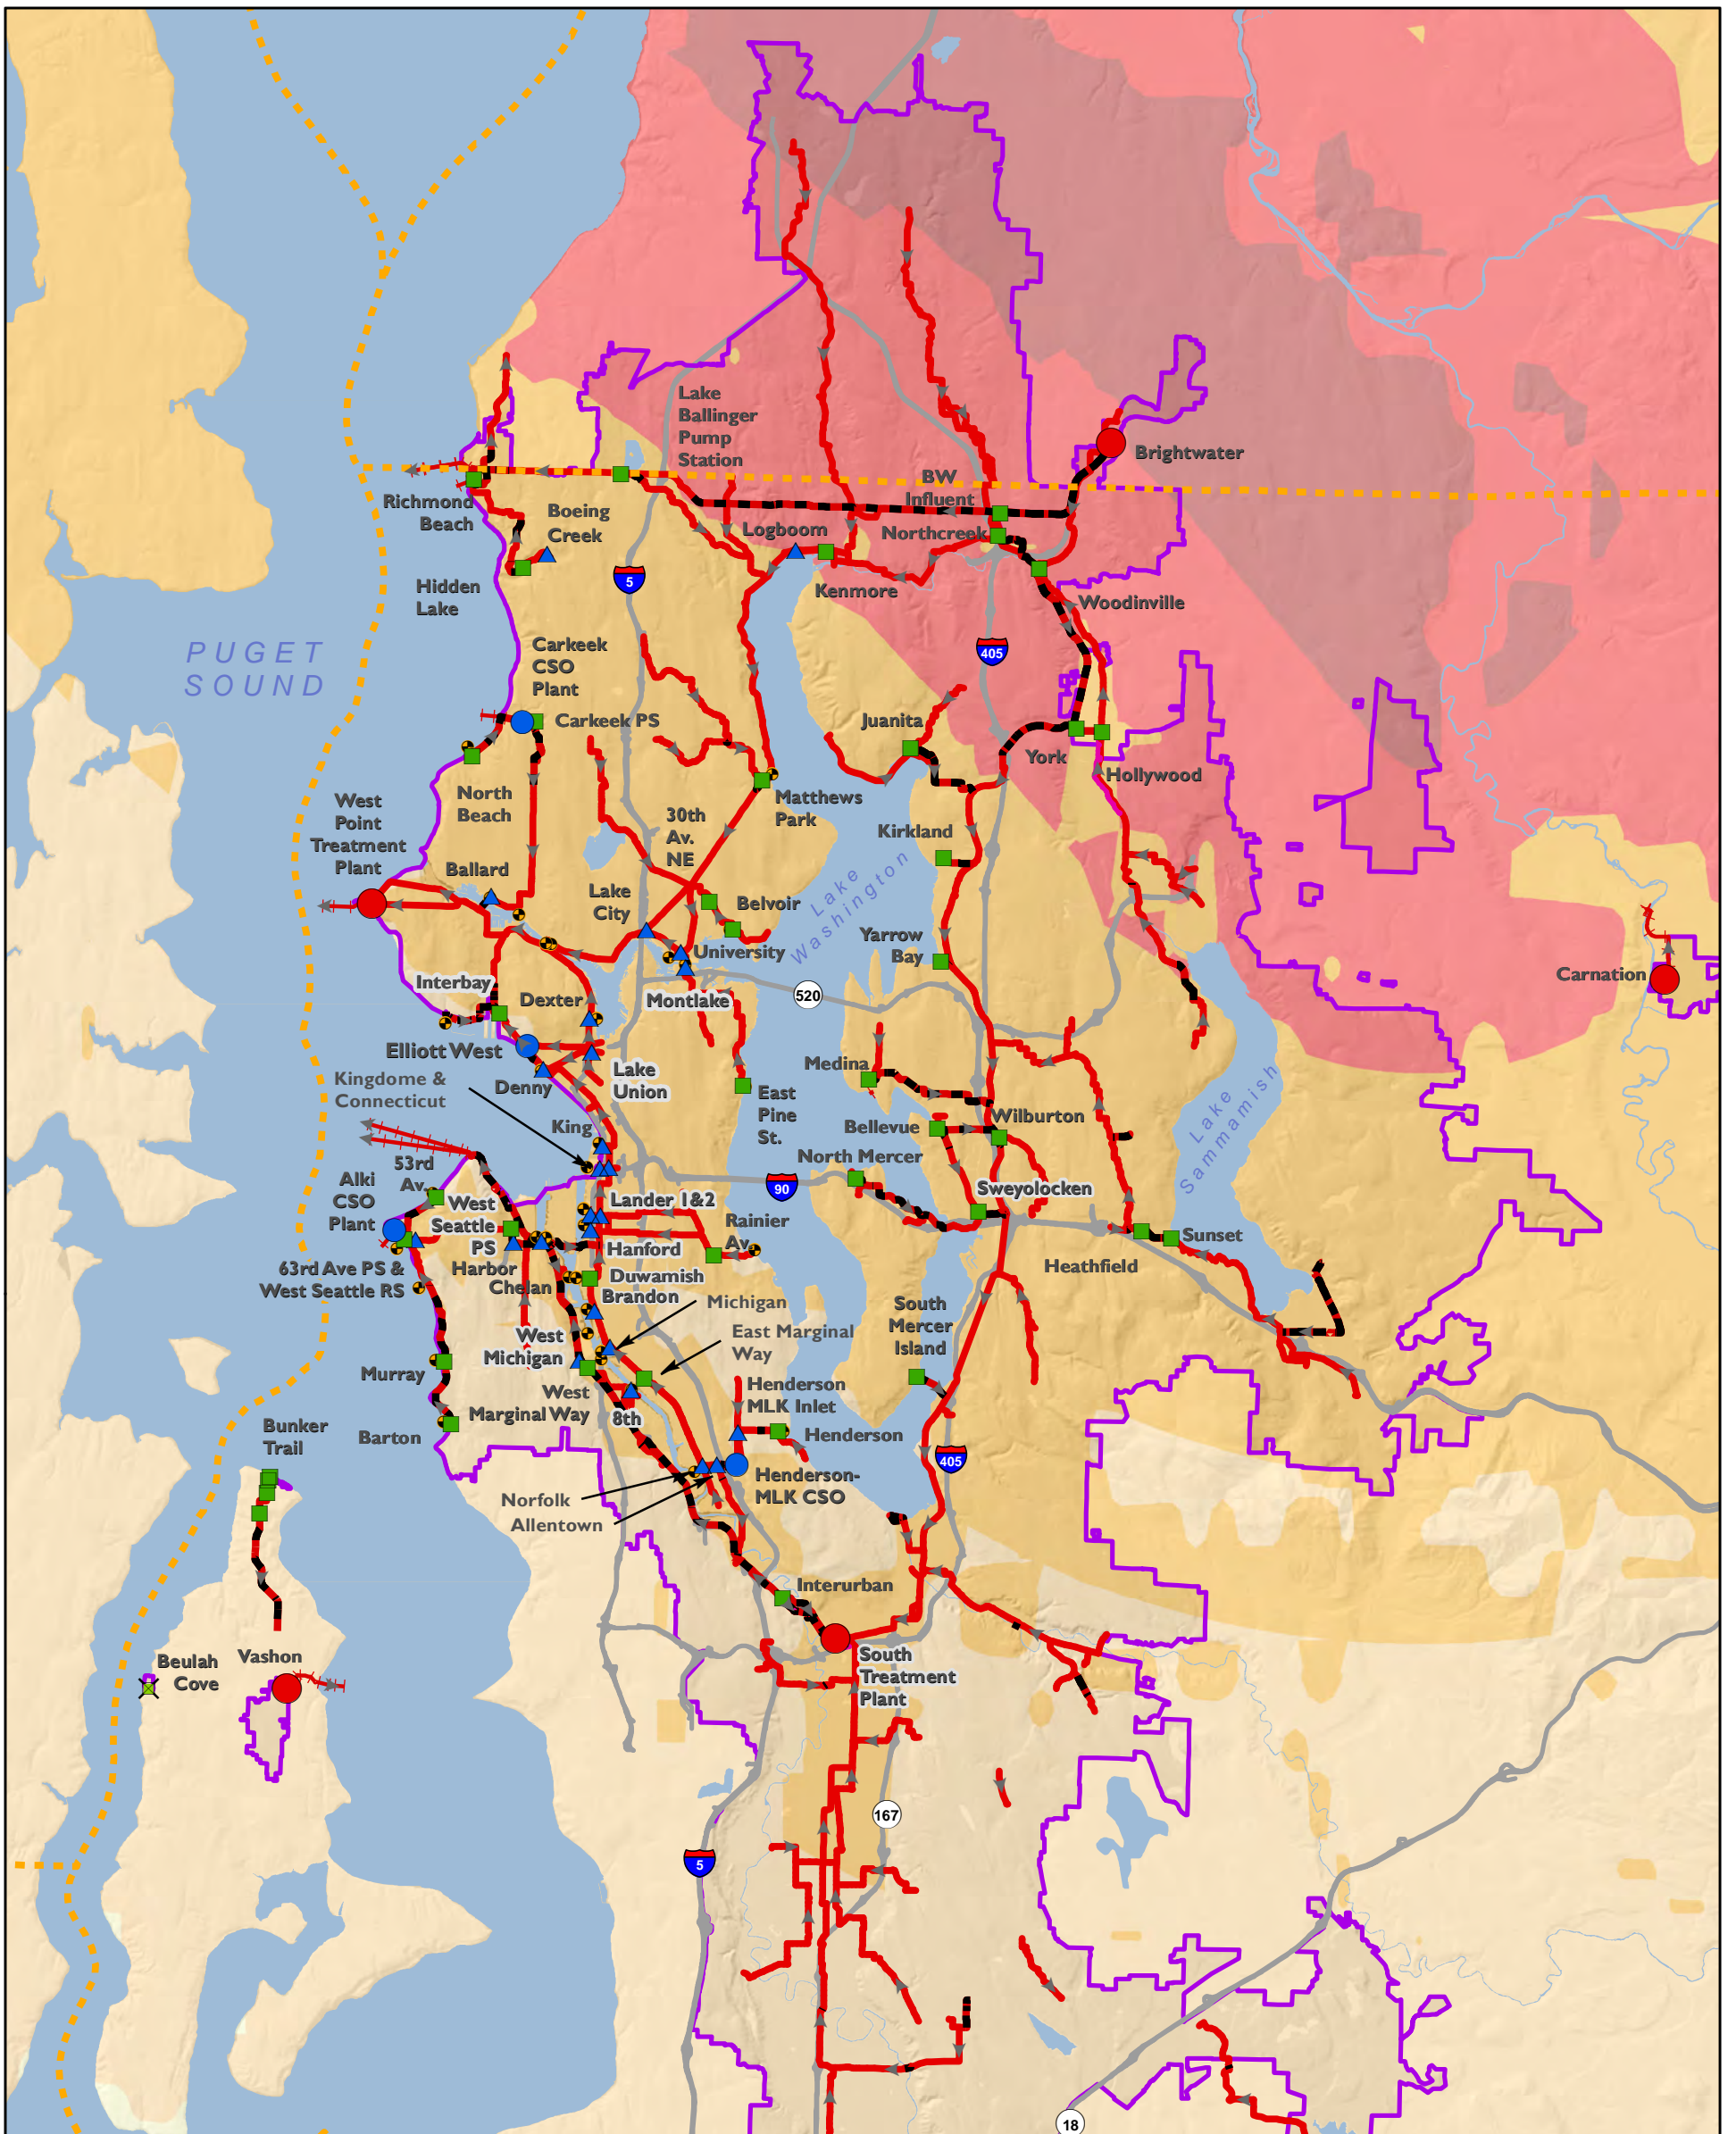 Lake
Ballinger
Pump
Station
Brightwater
BW
Influent
Richmond
Beach
Boeing
Creek
Logboom
Northcreek
5
Hidden
Lake
Kenmore
Woodinville
PUGET
SOUND
Carkeek
CSO
Plant
405
Carkeek PS
Juanita
York
Hollywood
North
Beach
Matthews
Park
West
Point
Treatment
Plant
30th
Av.
NE
Kirkland
Ballard
Lake
City
Belvoir
Lake
Washington
Yarrow
Bay
University
Carnation
Interbay
Dexter
Montlake
520
Elliott West
Medina
Kingdome &
Connecticut
Denny
Lake
Union
East
Pine
St.
Lake
Sammamish
King
Bellevue
Wilburton
53rd
Av.
North Mercer
90
Alki
CSO
Plant
West
Seattle
PS
Lander 1&2
Sweyolocken
Rainier
Av.
Hanford
Sunset
63rd Ave PS &
West Seattle RS
Harbor
Chelan
Duwamish
Brandon
Heathfield
Michigan
South
Mercer
Island
West
Michigan
East Marginal
Way
Murray
West
Marginal Way
8th
Henderson
MLK Inlet
Bunker
Trail
Barton
Henderson
405
Henderson-
MLK CSO
Norfolk
Allentown
Interurban
Beulah
Cove
Vashon
South
Treatment
Plant
167
5
18